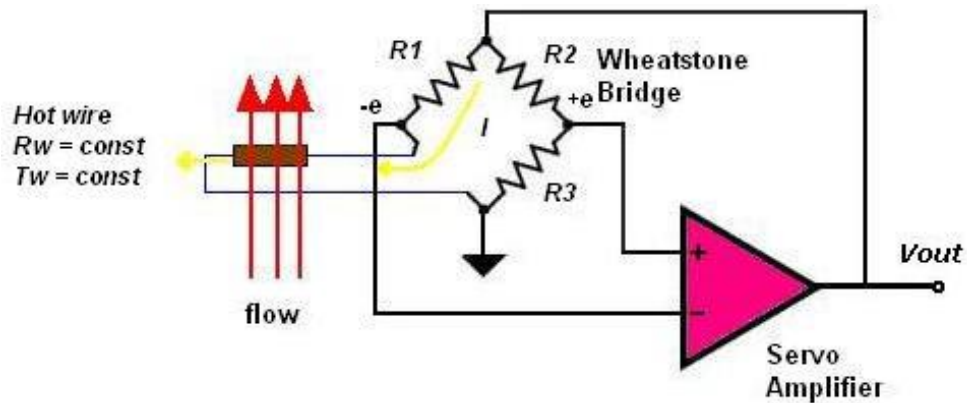 R1
R2
Wheatstone
Bridge
-e
+e
Hot wire
Rw = const
Tw = const
I
R3
+
Vout
−
flow
Servo
Amplifier